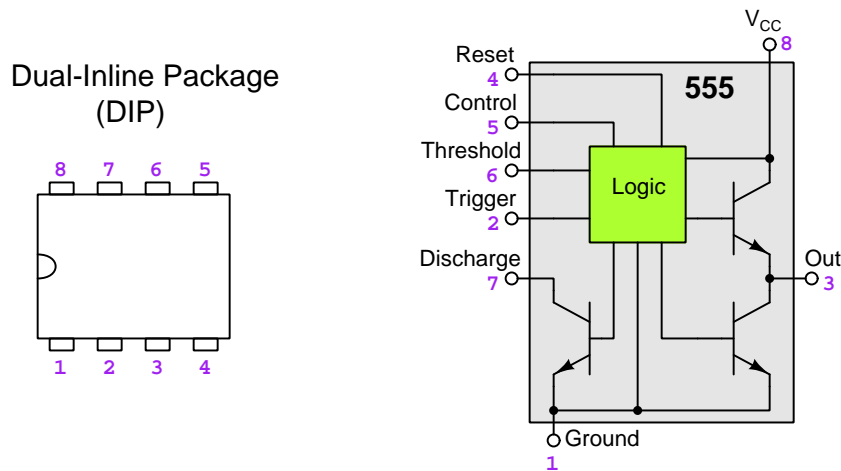 Dual-Inline Package
(DIP)
8 7 6 5
1 2 3 4
V_CC
8
Reset
4
555
Control
5
Threshold
6
Logic
Trigger
2
Discharge
7
Out
3
Ground
1